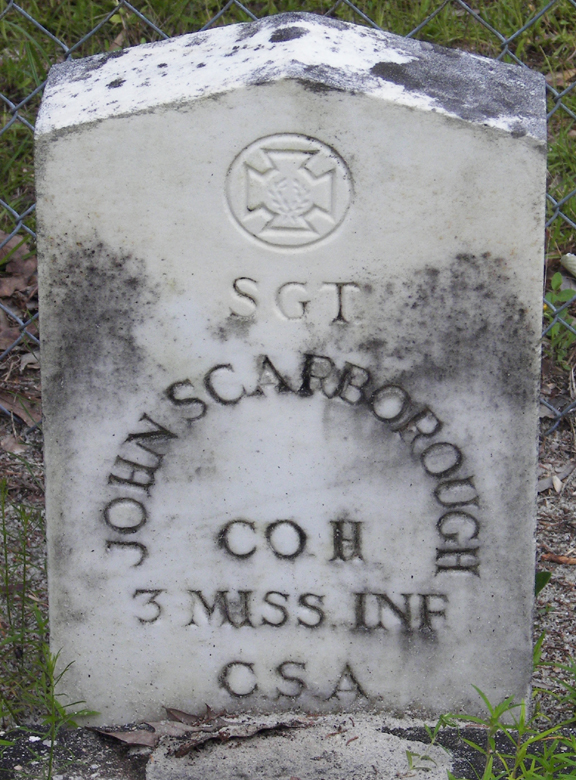 SGT
JOHN SCARBOROUGH
CO H
3 MISS INF
C.S.A